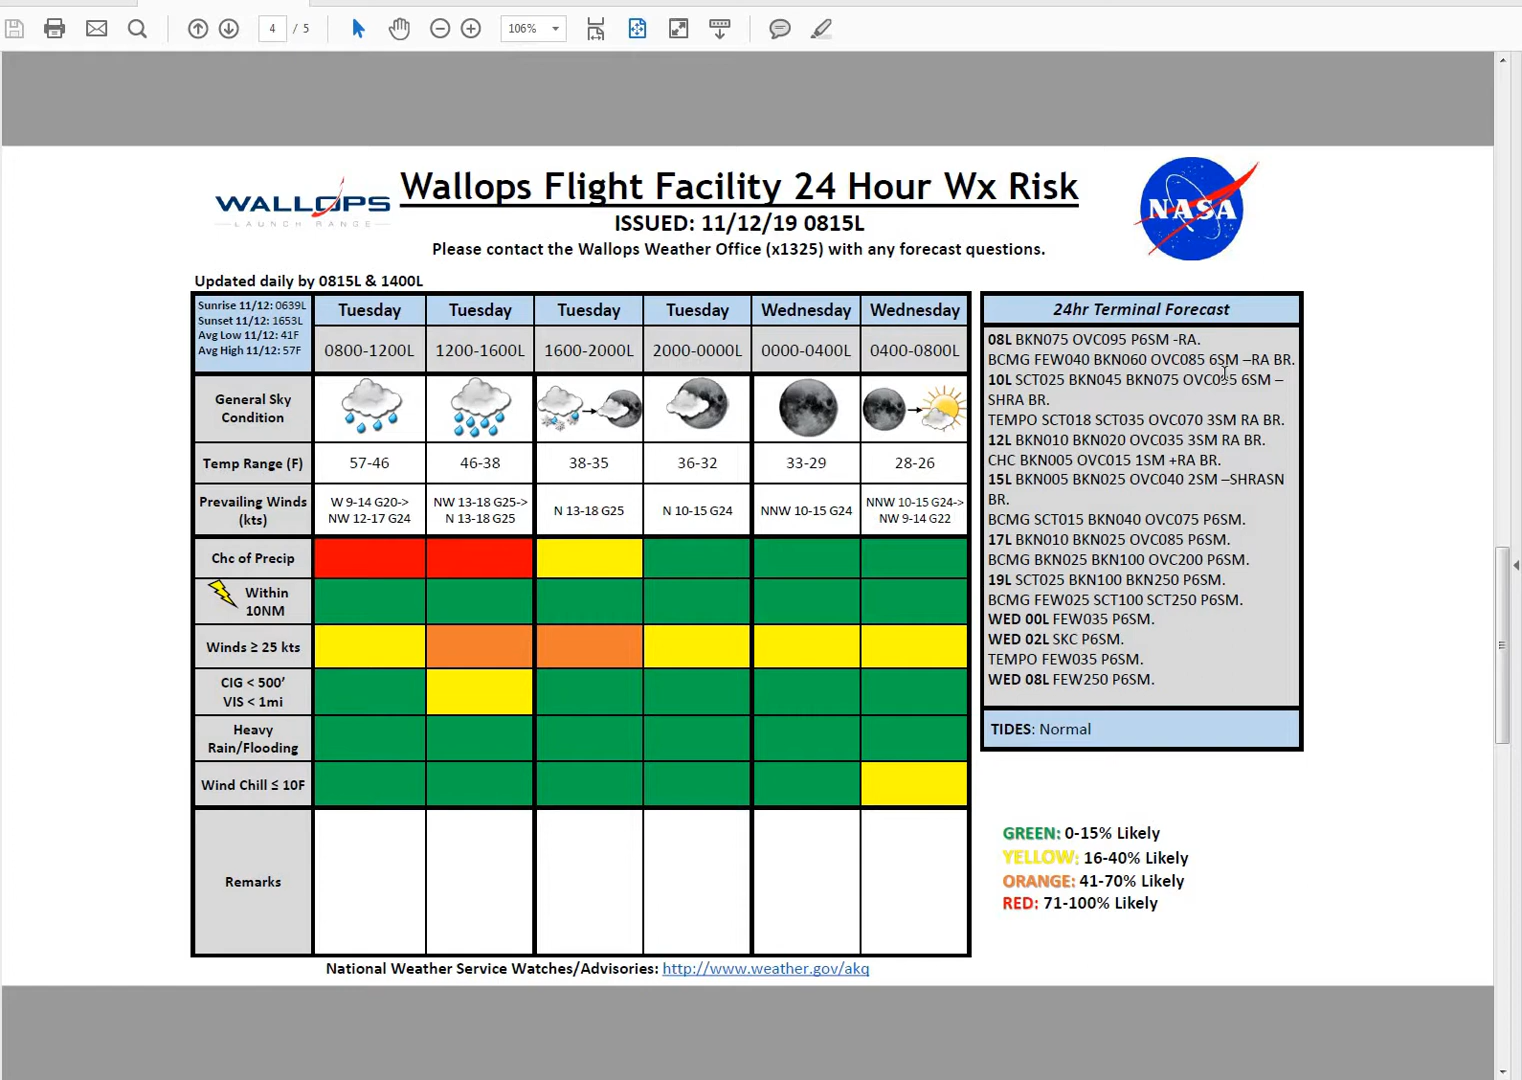 4 / 5
106%
WALLOPS
LAUNCH RANGE
Wallops Flight Facility 24 Hour Wx Risk
ISSUED: 11/12/19 0815L
Please contact the Wallops Weather Office (x1325) with any forecast questions.
NASA
Updated daily by 0815L & 1400L
Sunrise 11/12: 0639L
Sunset 11/12: 1653L
Avg Low 11/12: 41F
Avg High 11/12: 57F
Tuesday Tuesday Tuesday Tuesday Wednesday Wednesday
0800-1200L 1200-1600L 1600-2000L 2000-0000L 0000-0400L 0400-0800L
General Sky
Condition
Temp Range (F) 57-46 46-38 38-35 36-32 33-29 28-26
Prevailing Winds
(kts)
W 9-14 G20->
NW 12-17 G24
NW 13-18 G25->
N 13-18 G25
N 13-18 G25
N 10-15 G24
NNW 10-15 G24
NNW 10-15 G24->
NW 9-14 G22
Chc of Precip
Within
10NM
Winds ≥ 25 kts
CIG < 500’
VIS < 1mi
Heavy
Rain/Flooding
Wind Chill ≤ 10F
Remarks
National Weather Service Watches/Advisories: http://www.weather.gov/akq
24hr Terminal Forecast
08L BKN075 OVC095 P6SM -RA.
BCMG FEW040 BKN060 OVC085 6SM –RA BR.
10L SCT025 BKN045 BKN075 OVC095 6SM –
SHRA BR.
TEMPO SCT018 SCT035 OVC070 3SM RA BR.
12L BKN010 BKN020 OVC035 3SM RA BR.
CHC BKN005 OVC015 1SM +RA BR.
15L BKN005 BKN025 OVC040 2SM –SHRASN
BR.
BCMG SCT015 BKN040 OVC075 P6SM.
17L BKN010 BKN025 OVC085 P6SM.
BCMG BKN025 BKN100 OVC200 P6SM.
19L SCT025 BKN100 BKN250 P6SM.
BCMG FEW025 SCT100 SCT250 P6SM.
WED 00L FEW035 P6SM.
WED 02L SKC P6SM.
TEMPO FEW035 P6SM.
WED 08L FEW250 P6SM.
TIDES: Normal
GREEN: 0-15% Likely
YELLOW: 16-40% Likely
ORANGE: 41-70% Likely
RED: 71-100% Likely